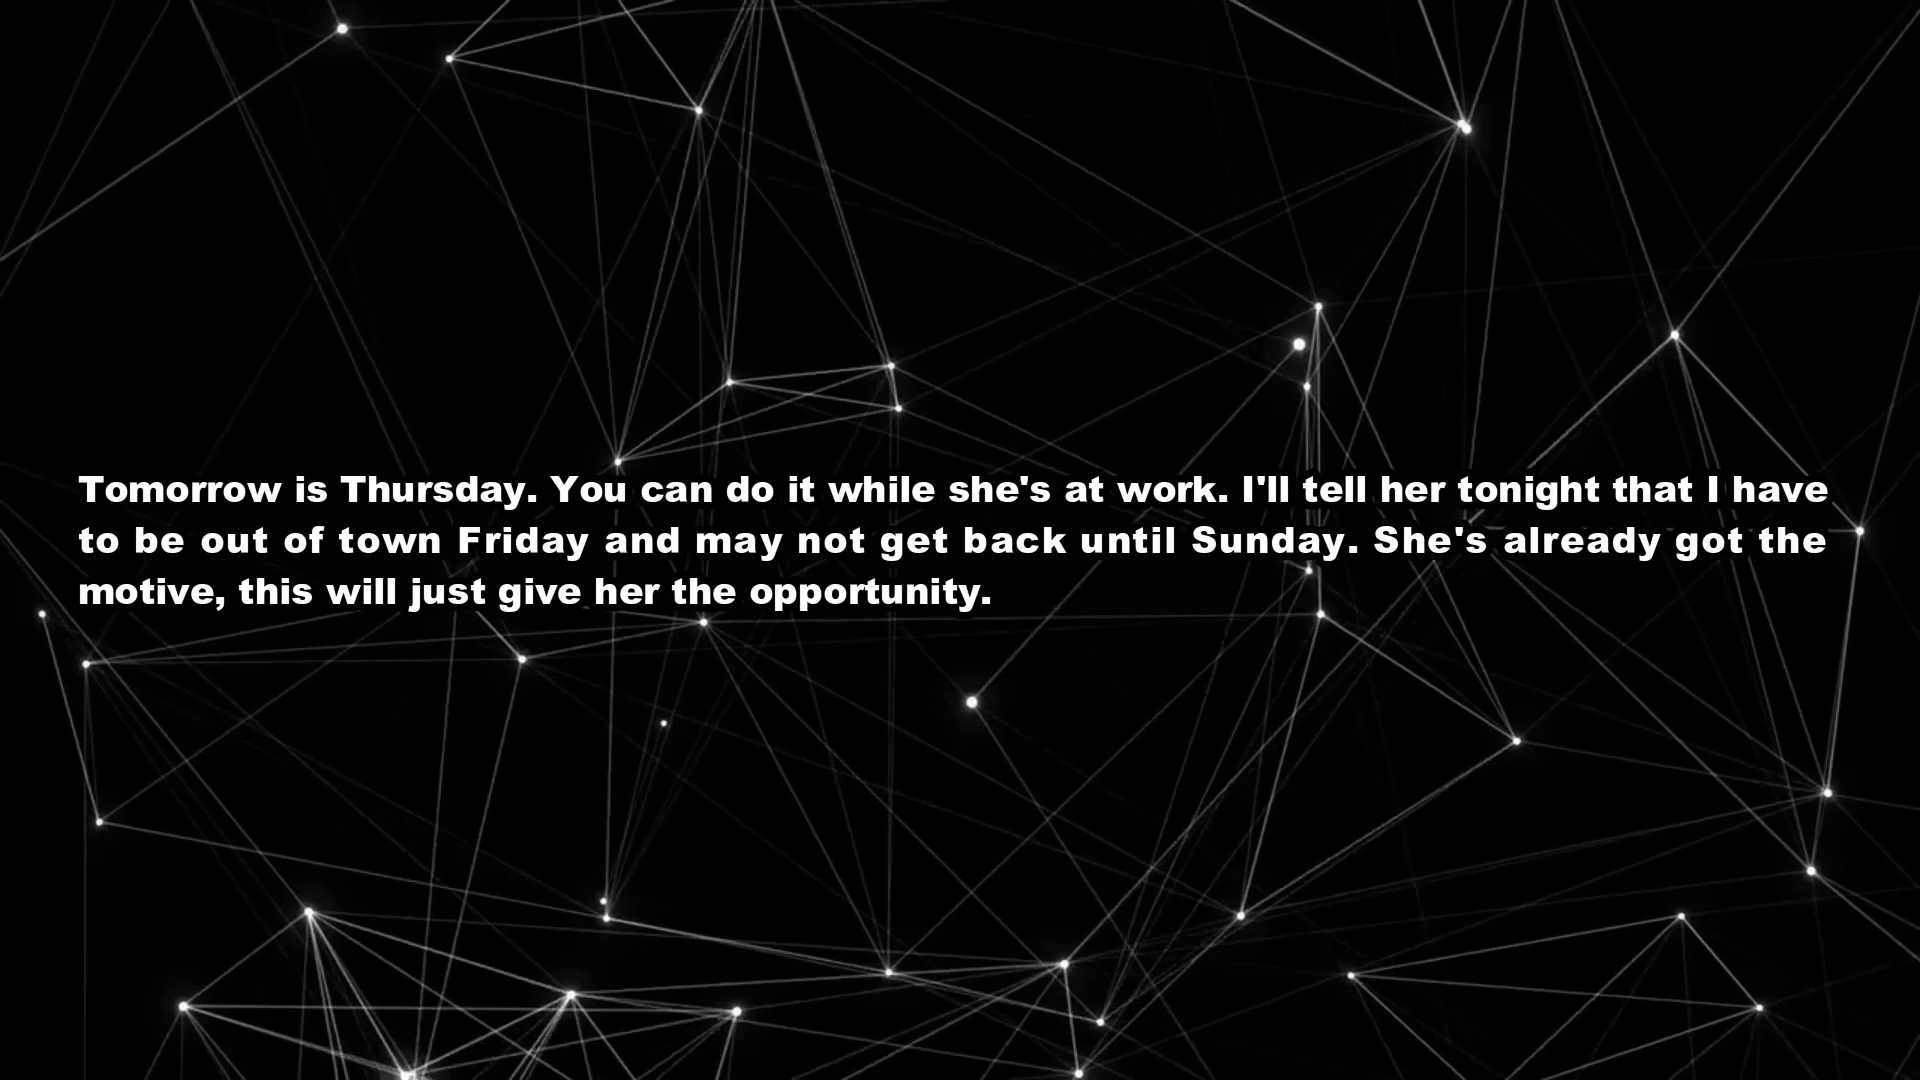 Tomorrow is Thursday. You can do it while she's at work. I'll tell her tonight that I have
to be out of town Friday and may not get back until Sunday. She's already got the
motive, this will just give her the opportunity.